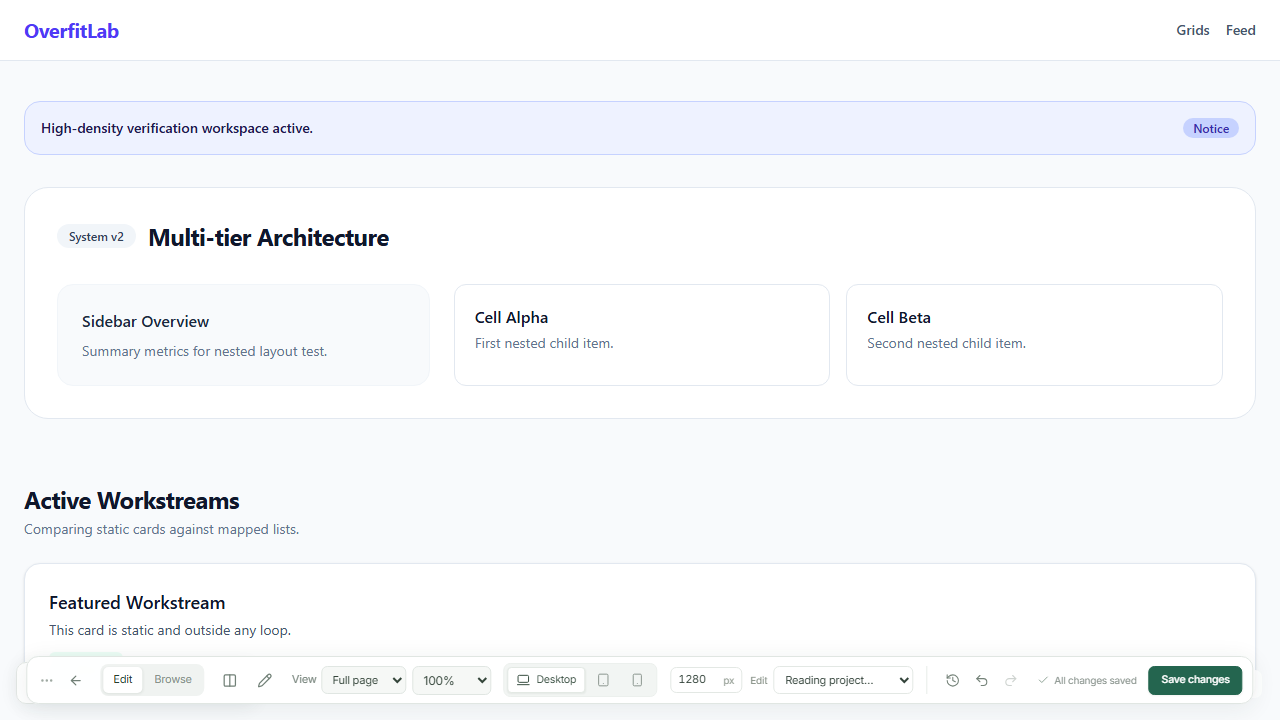 OverfitLab
Grids Feed
High-density verification workspace active.
Notice
System v2
Multi-tier Architecture
Sidebar Overview
Summary metrics for nested layout test.
Cell Alpha
First nested child item.
Cell Beta
Second nested child item.
Active Workstreams
Comparing static cards against mapped lists.
Featured Workstream
This card is static and outside any loop.
Edit Browse View Full page 100% Desktop 1280 px Edit Reading project... All changes saved Save changes